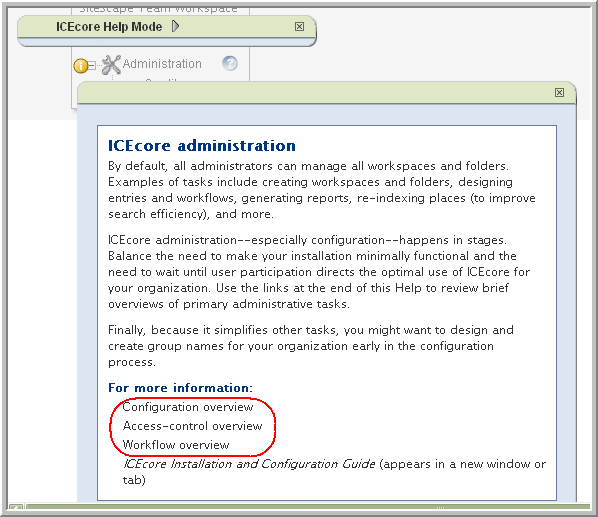 SiteScape Team Workspace
ICEcore Help Mode
Administration
ICEcore administration
By default, all administrators can manage all workspaces and folders.
Examples of tasks include creating workspaces and folders, designing
entries and workflows, generating reports, re-indexing places (to improve
search efficiency), and more.
ICEcore administration--especially configuration--happens in stages.
Balance the need to make your installation minimally functional and the
need to wait until user participation directs the optimal use of ICEcore for
your organization. Use the links at the end of this Help to review brief
overviews of primary administrative tasks.
Finally, because it simplifies other tasks, you might want to design and
create group names for your organization early in the configuration
process.
For more information:
Configuration overview
Access-control overview
Workflow overview
ICEcore Installation and Configuration Guide (appears in a new window or
tab)